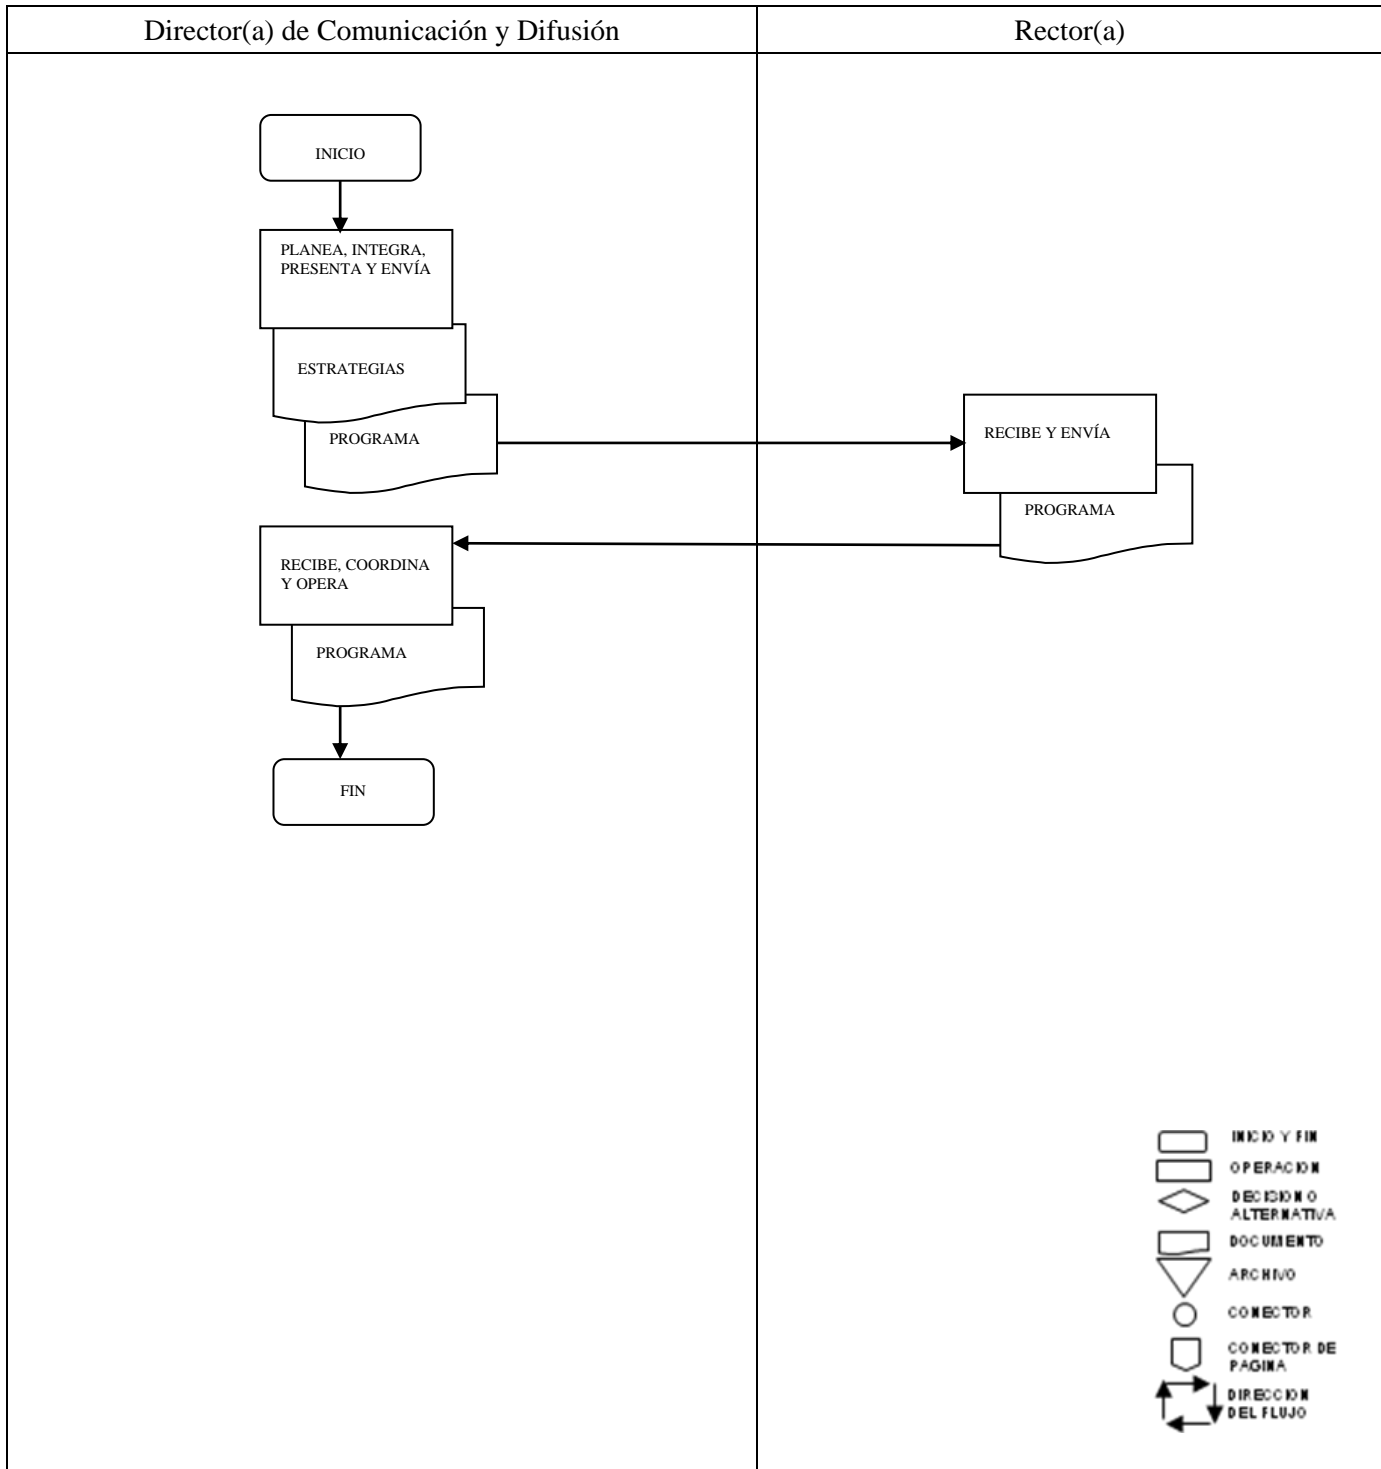 Director(a) de Comunicación y Difusión
Rector(a)
INICIO
PLANEA, INTEGRA,
PRESENTA Y ENVÍA
ESTRATEGIAS
PROGRAMA
RECIBE Y ENVÍA
PROGRAMA
RECIBE, COORDINA
Y OPERA
PROGRAMA
FIN
INICIO Y FIN
OPERACION
DECISION O
ALTERNATIVA
DOCUMENTO
ARCHIVO
CONECTOR
CONECTOR DE
PAGINA
DIRECCION
DEL FLUJO